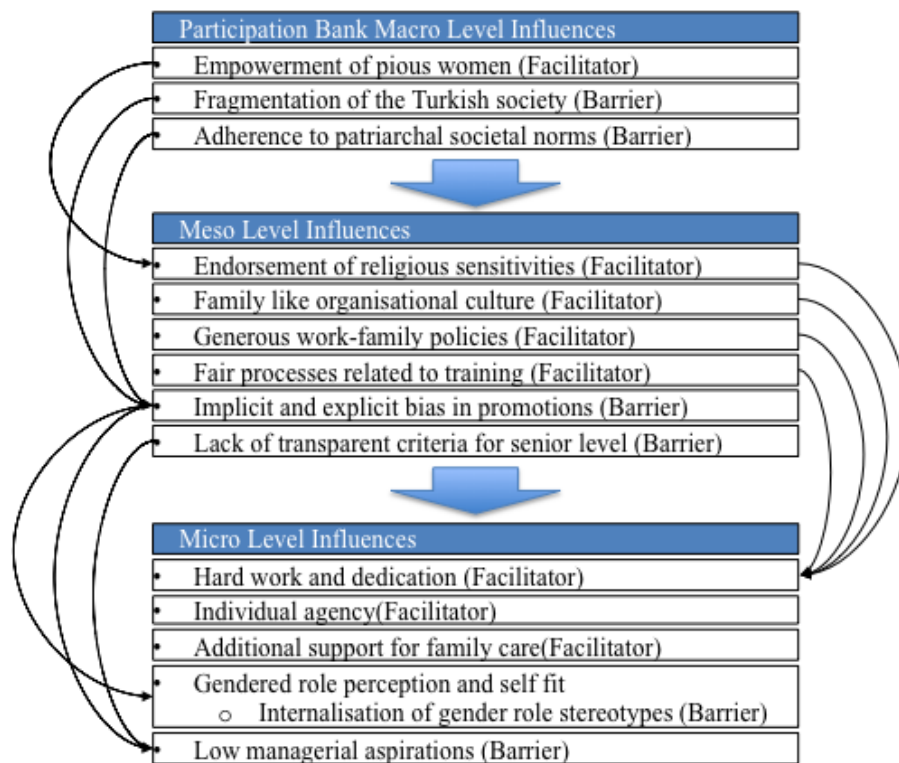 Participation Bank Macro Level Influences
• Empowerment of pious women (Facilitator)
• Fragmentation of the Turkish society (Barrier)
• Adherence to patriarchal societal norms (Barrier)
Meso Level Influences
• Endorsement of religious sensitivities (Facilitator)
• Family like organisational culture (Facilitator)
• Generous work-family policies (Facilitator)
• Fair processes related to training (Facilitator)
• Implicit and explicit bias in promotions (Barrier)
• Lack of transparent criteria for senior level (Barrier)
Micro Level Influences
• Hard work and dedication (Facilitator)
• Individual agency(Facilitator)
• Additional support for family care(Facilitator)
• Gendered role perception and self fit
o Internalisation of gender role stereotypes (Barrier)
• Low managerial aspirations (Barrier)